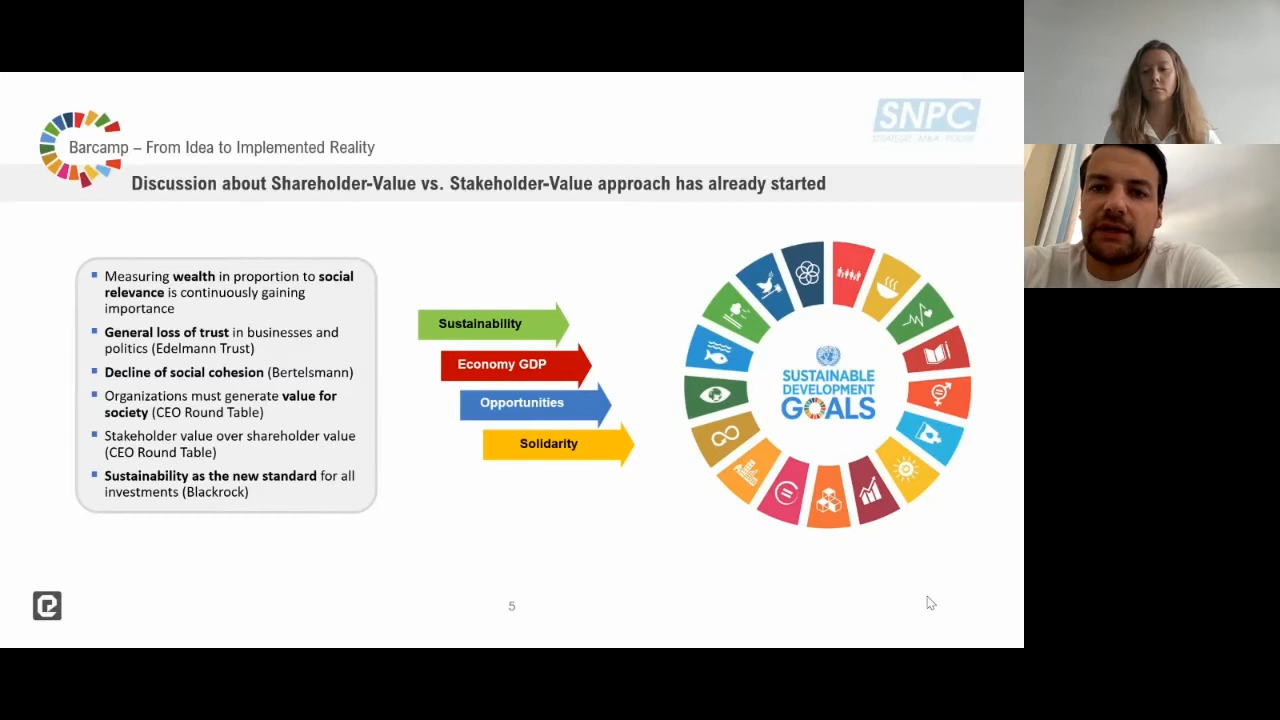 SNPC
Barcamp – From Idea to Implemented Reality
Discussion about Shareholder-Value vs. Stakeholder-Value approach has already started
Measuring wealth in proportion to social
relevance is continuously gaining
importance
General loss of trust in businesses and
politics (Edelmann Trust)
Decline of social cohesion (Bertelsmann)
Organizations must generate value for
society (CEO Round Table)
Stakeholder value over shareholder value
(CEO Round Table)
Sustainability as the new standard for all
investments (Blackrock)
Sustainability
Economy GDP
Opportunities
Solidarity
SUSTAINABLE
DEVELOPMENT
GOALS
5